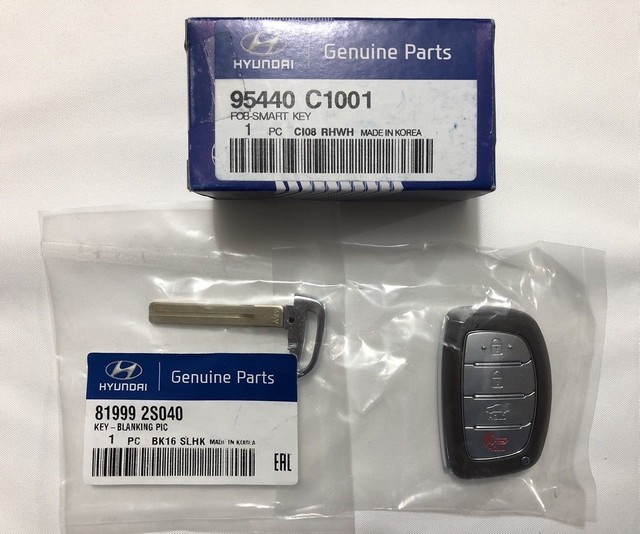 HYUNDAI Genuine Parts
95440 C1001
FOB-SMART KEY
1 PC CI08 RHWH MADE IN KOREA
HYUNDAI Genuine Parts
81999 2S040
KEY - BLANKING PIC
1 PC BK16 SLHK MADE IN KOREA
EAC